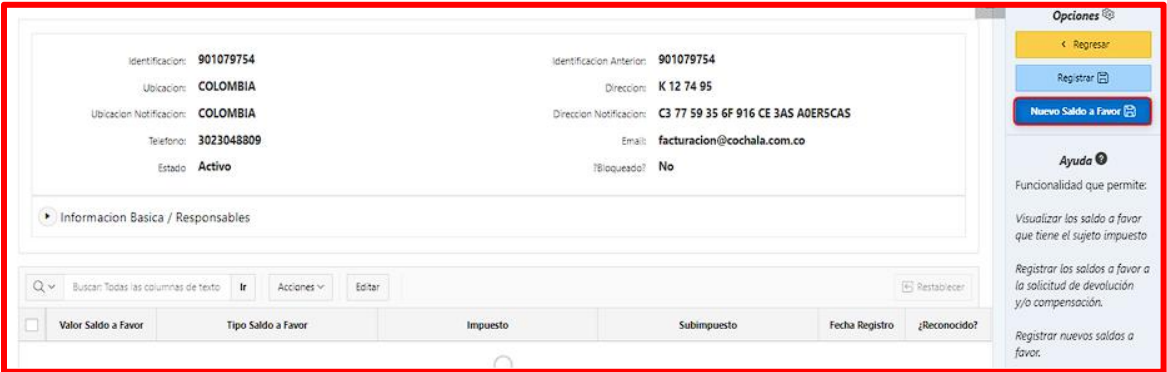 Identificacion: 901079754 Identificacion Anterior: 901079754
Ubicacion: COLOMBIA Direccion: K 12 74 95
Ubicacion Notificacion: COLOMBIA Direccion Notificacion: C3 77 59 35 6F 916 CE 3AS A0ER5CAS
Telefono: 3023048809 Email: facturacion@cochala.com.co
Estado Activo ?Bloqueado? No
Informacion Basica / Responsables
Buscar: Todas las columnas de texto Ir Acciones Editar Restablecer
Valor Saldo a Favor Tipo Saldo a Favor Impuesto Subimpuesto Fecha Registro ¿Reconocido?
Opciones
Regresar
Registrar
Nuevo Saldo a Favor
Ayuda
Funcionalidad que permite:
Visualizar los saldo a favor
que tiene el sujeto impuesto
Registrar los saldos a favor a
la solicitud de devolución
y/o compensación.
Registrar nuevos saldos a
favor.